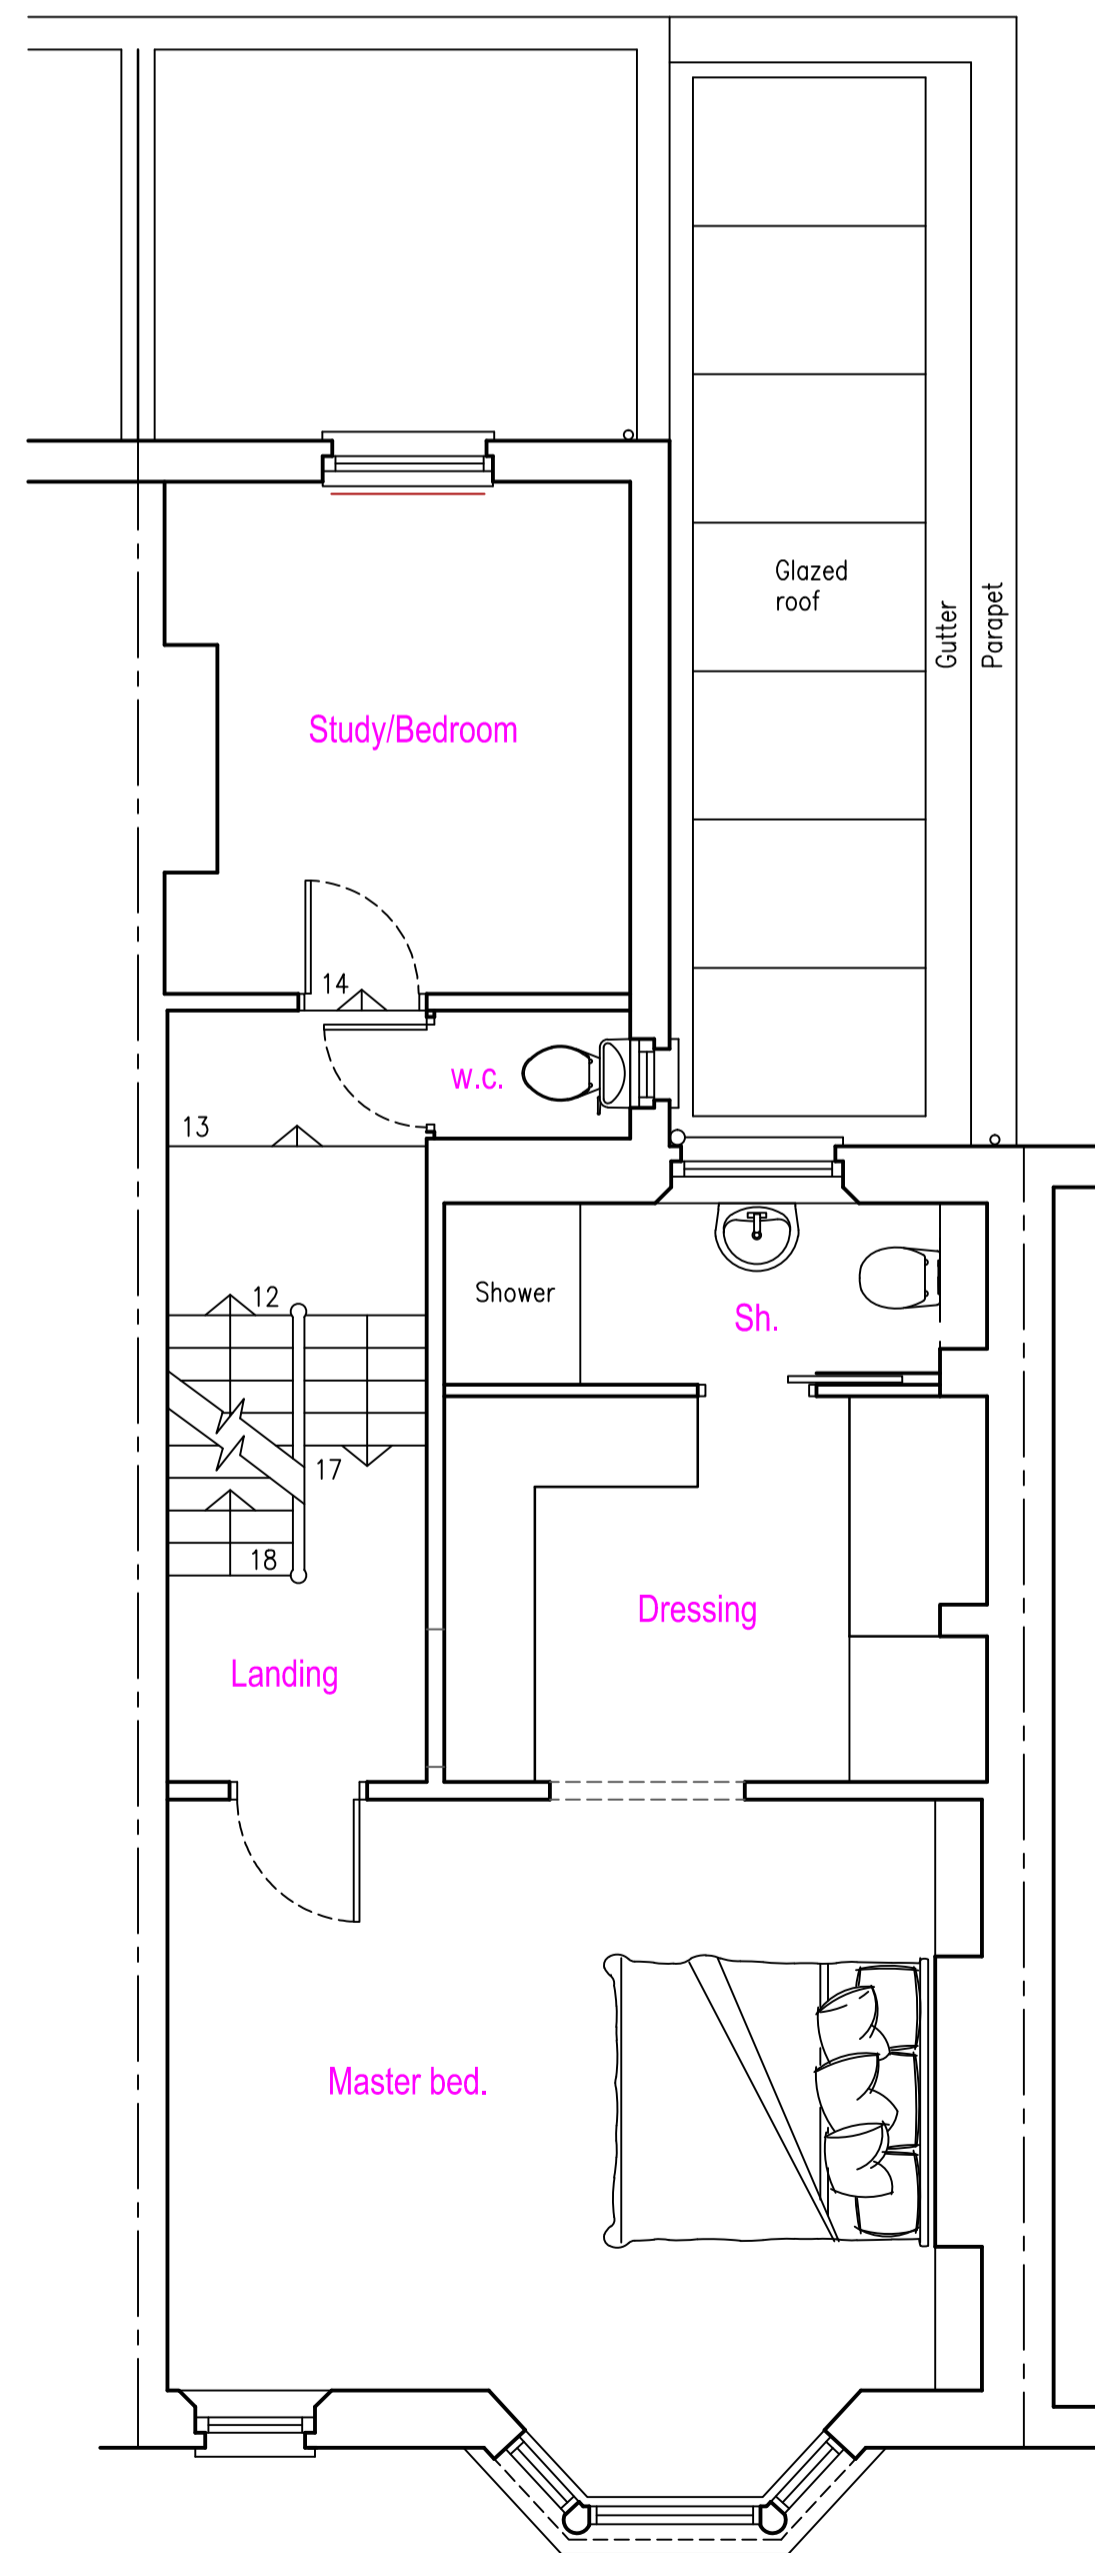 Glazed
roof
Gutter
Parapet
Study/Bedroom
14
w.c.
13
12
Shower
Sh.
17
18
Dressing
Landing
Master bed.